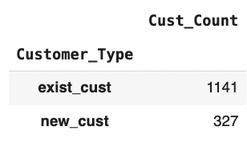 Cust_Count
Customer_Type
exist_cust 1141
new_cust 327